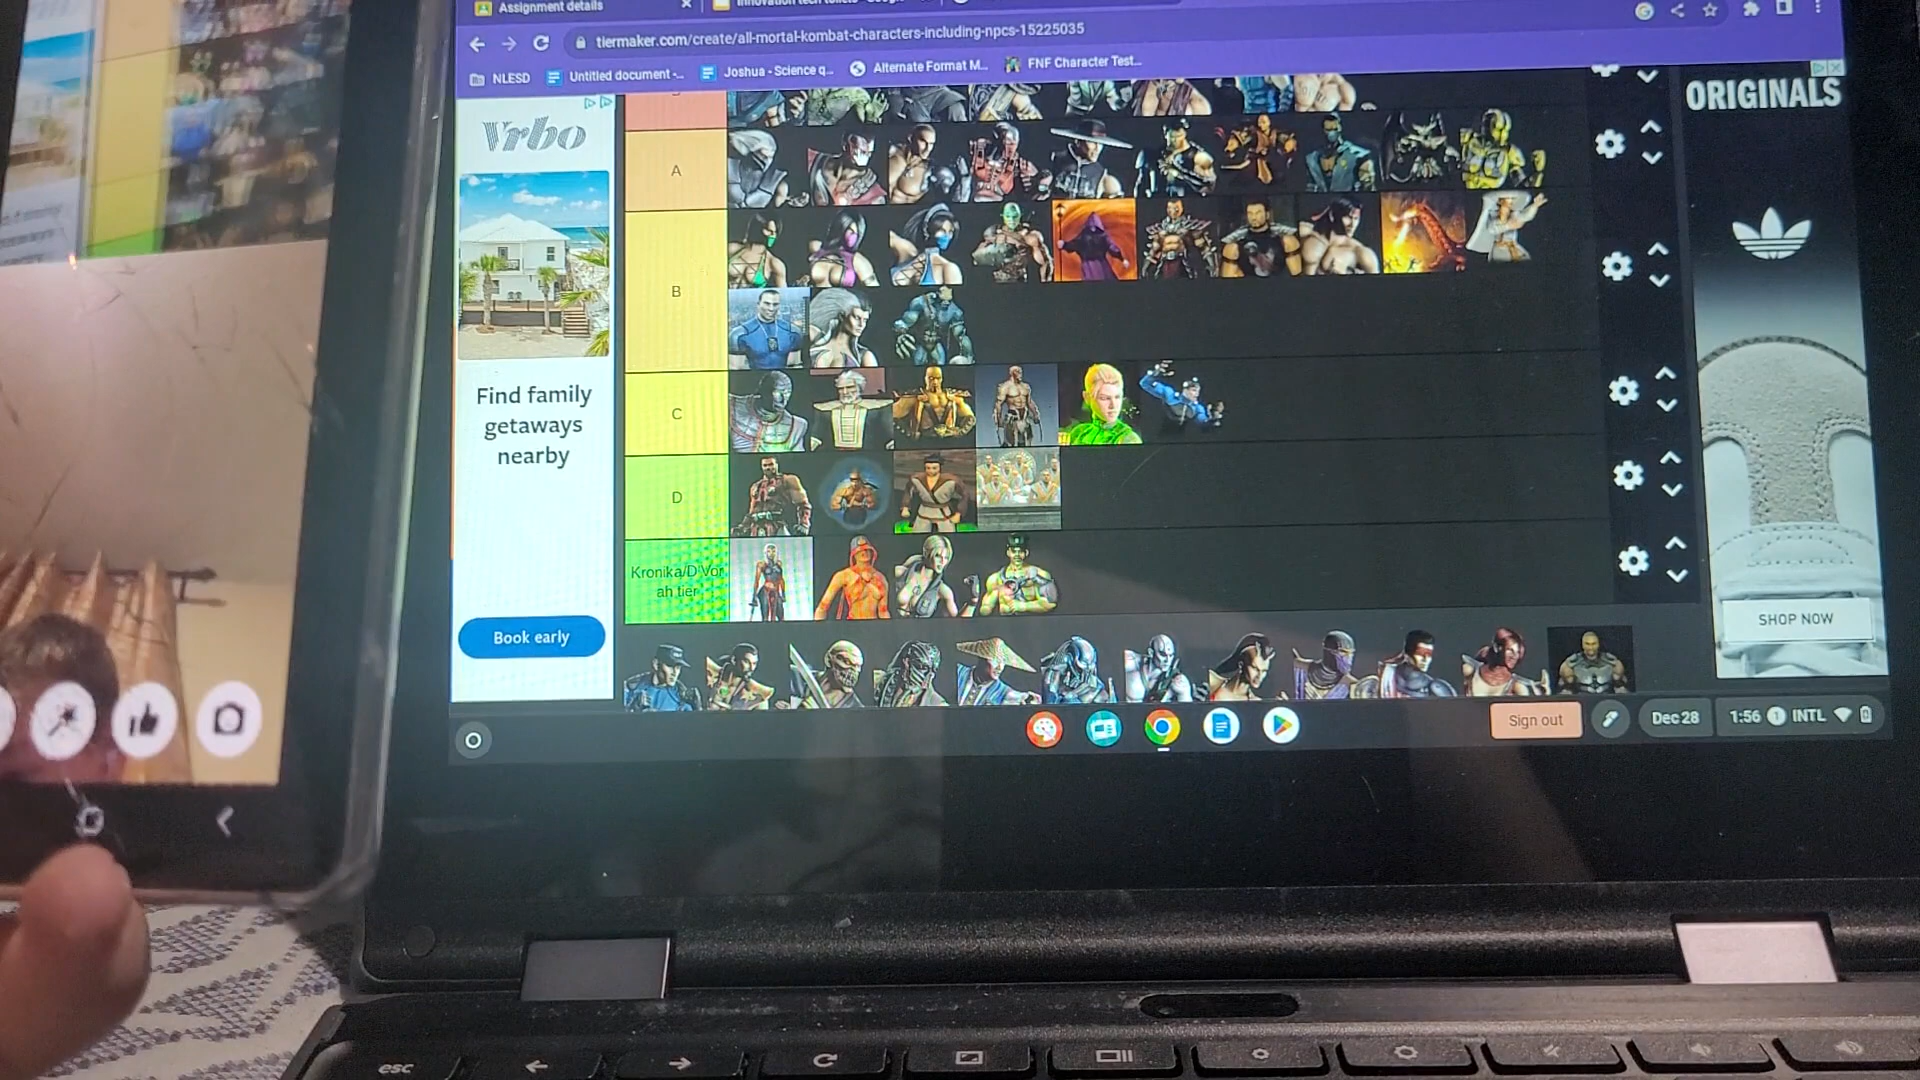 Assignment details
tiermaker.com/create/all-mortal-kombat-characters-including-npcs-15225035
NLESD
Untitled document -...
Joshua - Science q...
Alternate Format M...
FNF Character Test...
Vrbo
Find family
getaways
nearby
Book early
A
B
C
D
Kronika/D'Vor
ah tier
ORIGINALS
SHOP NOW
Sign out
Dec 28
1:56
1
INTL
esc